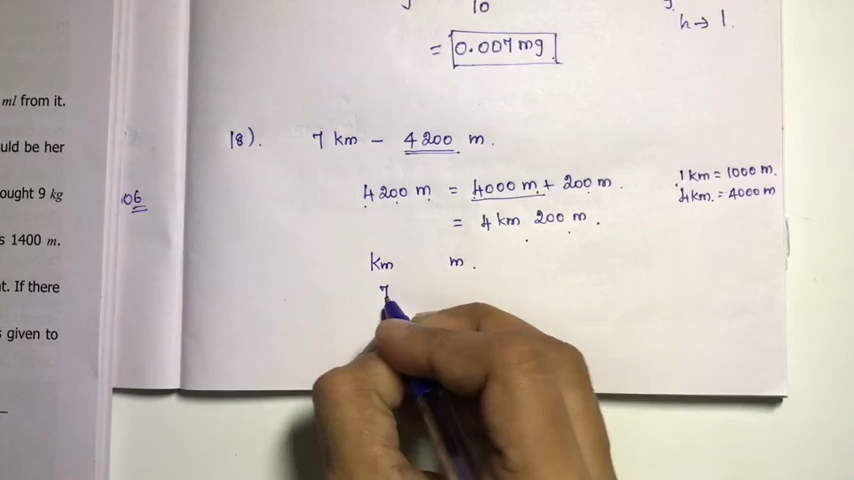 10
= 0.007 mg
h → 1.
ml from it.
uld be her
ought 9 kg
s 1400 m.
t. If there
s given to
06
18). 7 km - 4200 m.
4200 m = 4000 m + 200 m.
1 km = 1000 m.
4 km. = 4000 m
= 4 km 200 m.
km m.
7